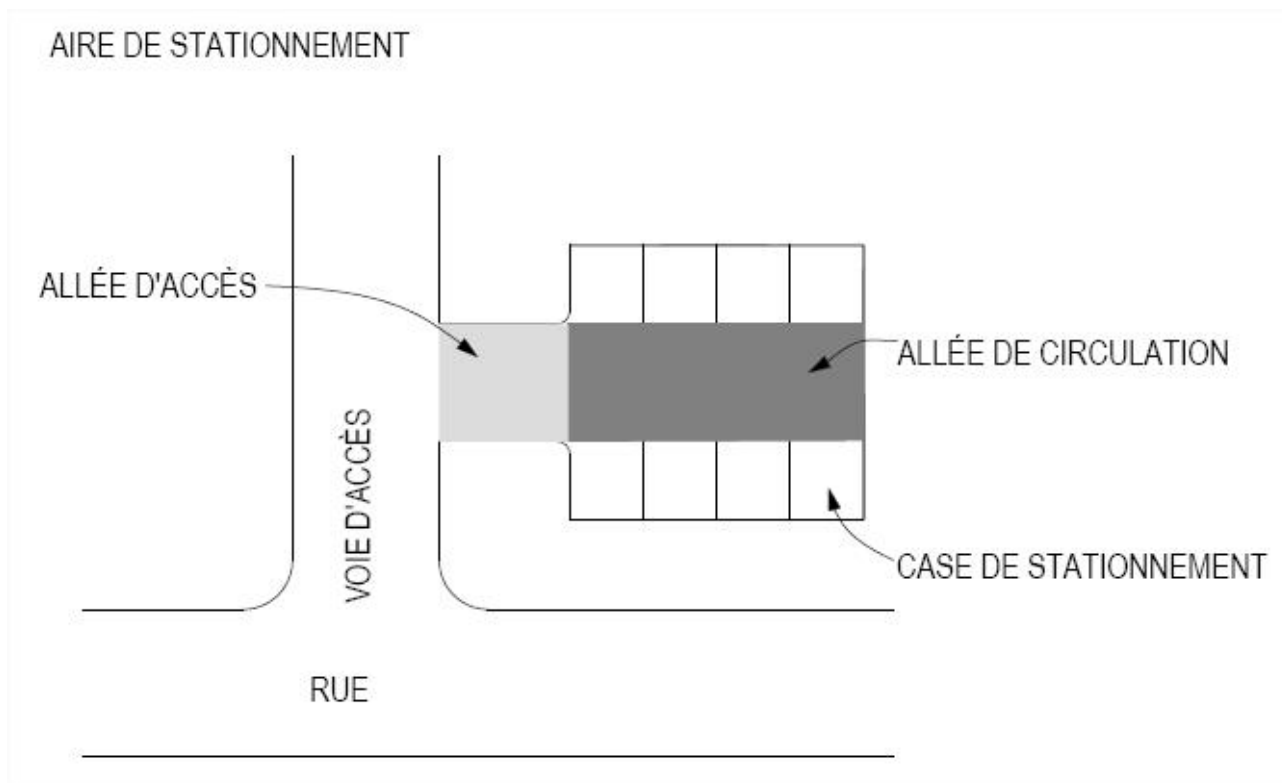 AIRE DE STATIONNEMENT
ALLÉE D'ACCÈS
ALLÉE DE CIRCULATION
VOIE D'ACCÈS
CASE DE STATIONNEMENT
RUE